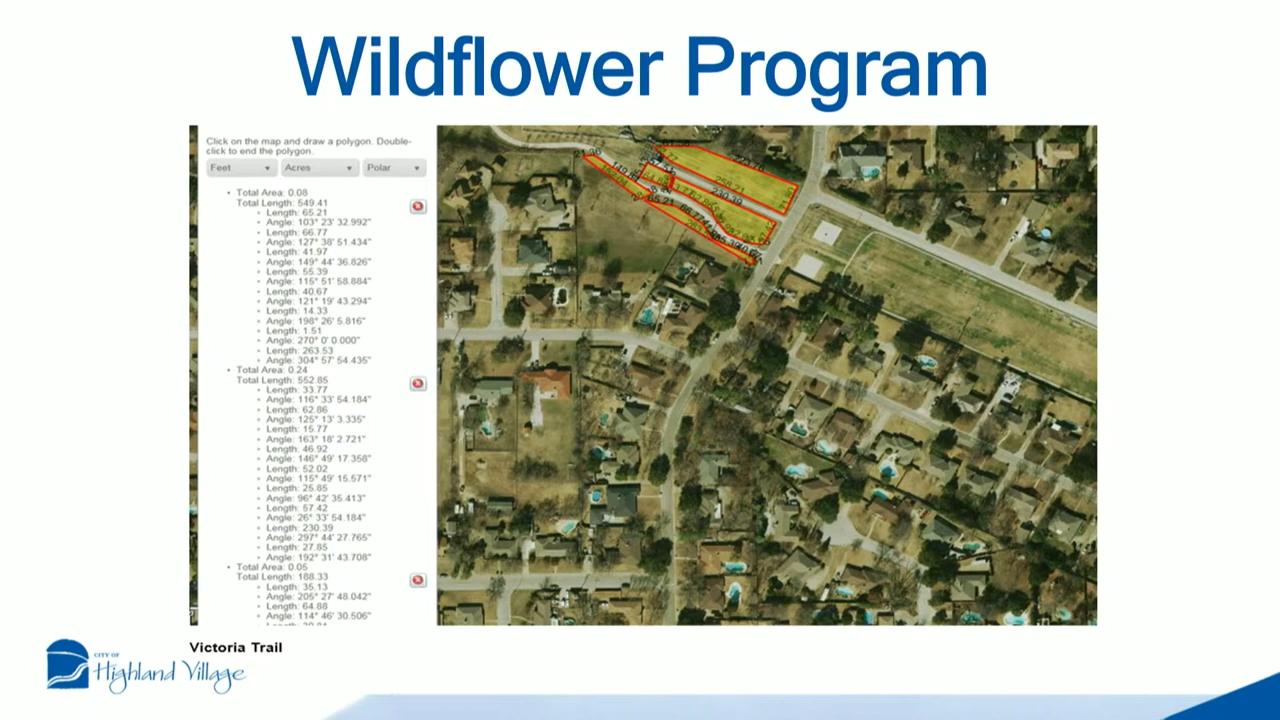 Wildflower Program
Click on the map and draw a polygon. Double-
click to end the polygon.
Feet Acres Polar
Total Area: 0.08
Total Length: 549.41
Length: 65.21
Angle: 103° 23' 32.992"
Length: 66.77
Angle: 127° 38' 51.434"
Length: 41.97
Angle: 149° 44' 36.826"
Length: 55.39
Angle: 115° 51' 58.884"
Length: 40.67
Angle: 121° 19' 43.294"
Length: 14.33
Angle: 198° 26' 5.816"
Length: 1.51
Angle: 270° 0' 0.000"
Length: 263.53
Angle: 304° 57' 54.435"
Total Area: 0.24
Total Length: 552.85
Length: 33.77
Angle: 116° 33' 54.184"
Length: 62.86
Angle: 125° 13' 3.335"
Length: 15.77
Angle: 163° 18' 2.721"
Length: 46.92
Angle: 146° 49' 17.358"
Length: 52.02
Angle: 115° 49' 15.571"
Length: 25.85
Angle: 96° 42' 35.413"
Length: 57.42
Angle: 26° 33' 54.184"
Length: 230.39
Angle: 297° 44' 27.765"
Length: 27.85
Angle: 192° 31' 43.708"
Total Area: 0.05
Total Length: 188.33
Length: 35.13
Angle: 205° 27' 48.042"
Length: 64.88
Angle: 114° 46' 30.506"
258.71
230.39
65.21
Victoria Trail
CITY OF
Highland Village